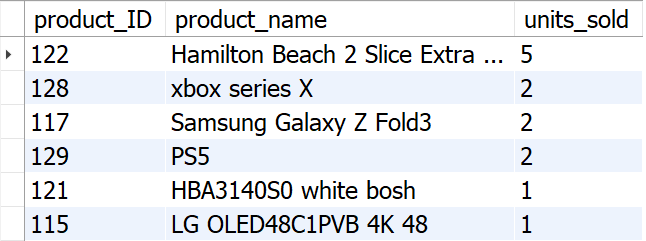 product_ID product_name units_sold
122 Hamilton Beach 2 Slice Extra ... 5
128 xbox series X 2
117 Samsung Galaxy Z Fold3 2
129 PS5 2
121 HBA3140S0 white bosh 1
115 LG OLED48C1PVB 4K 48 1